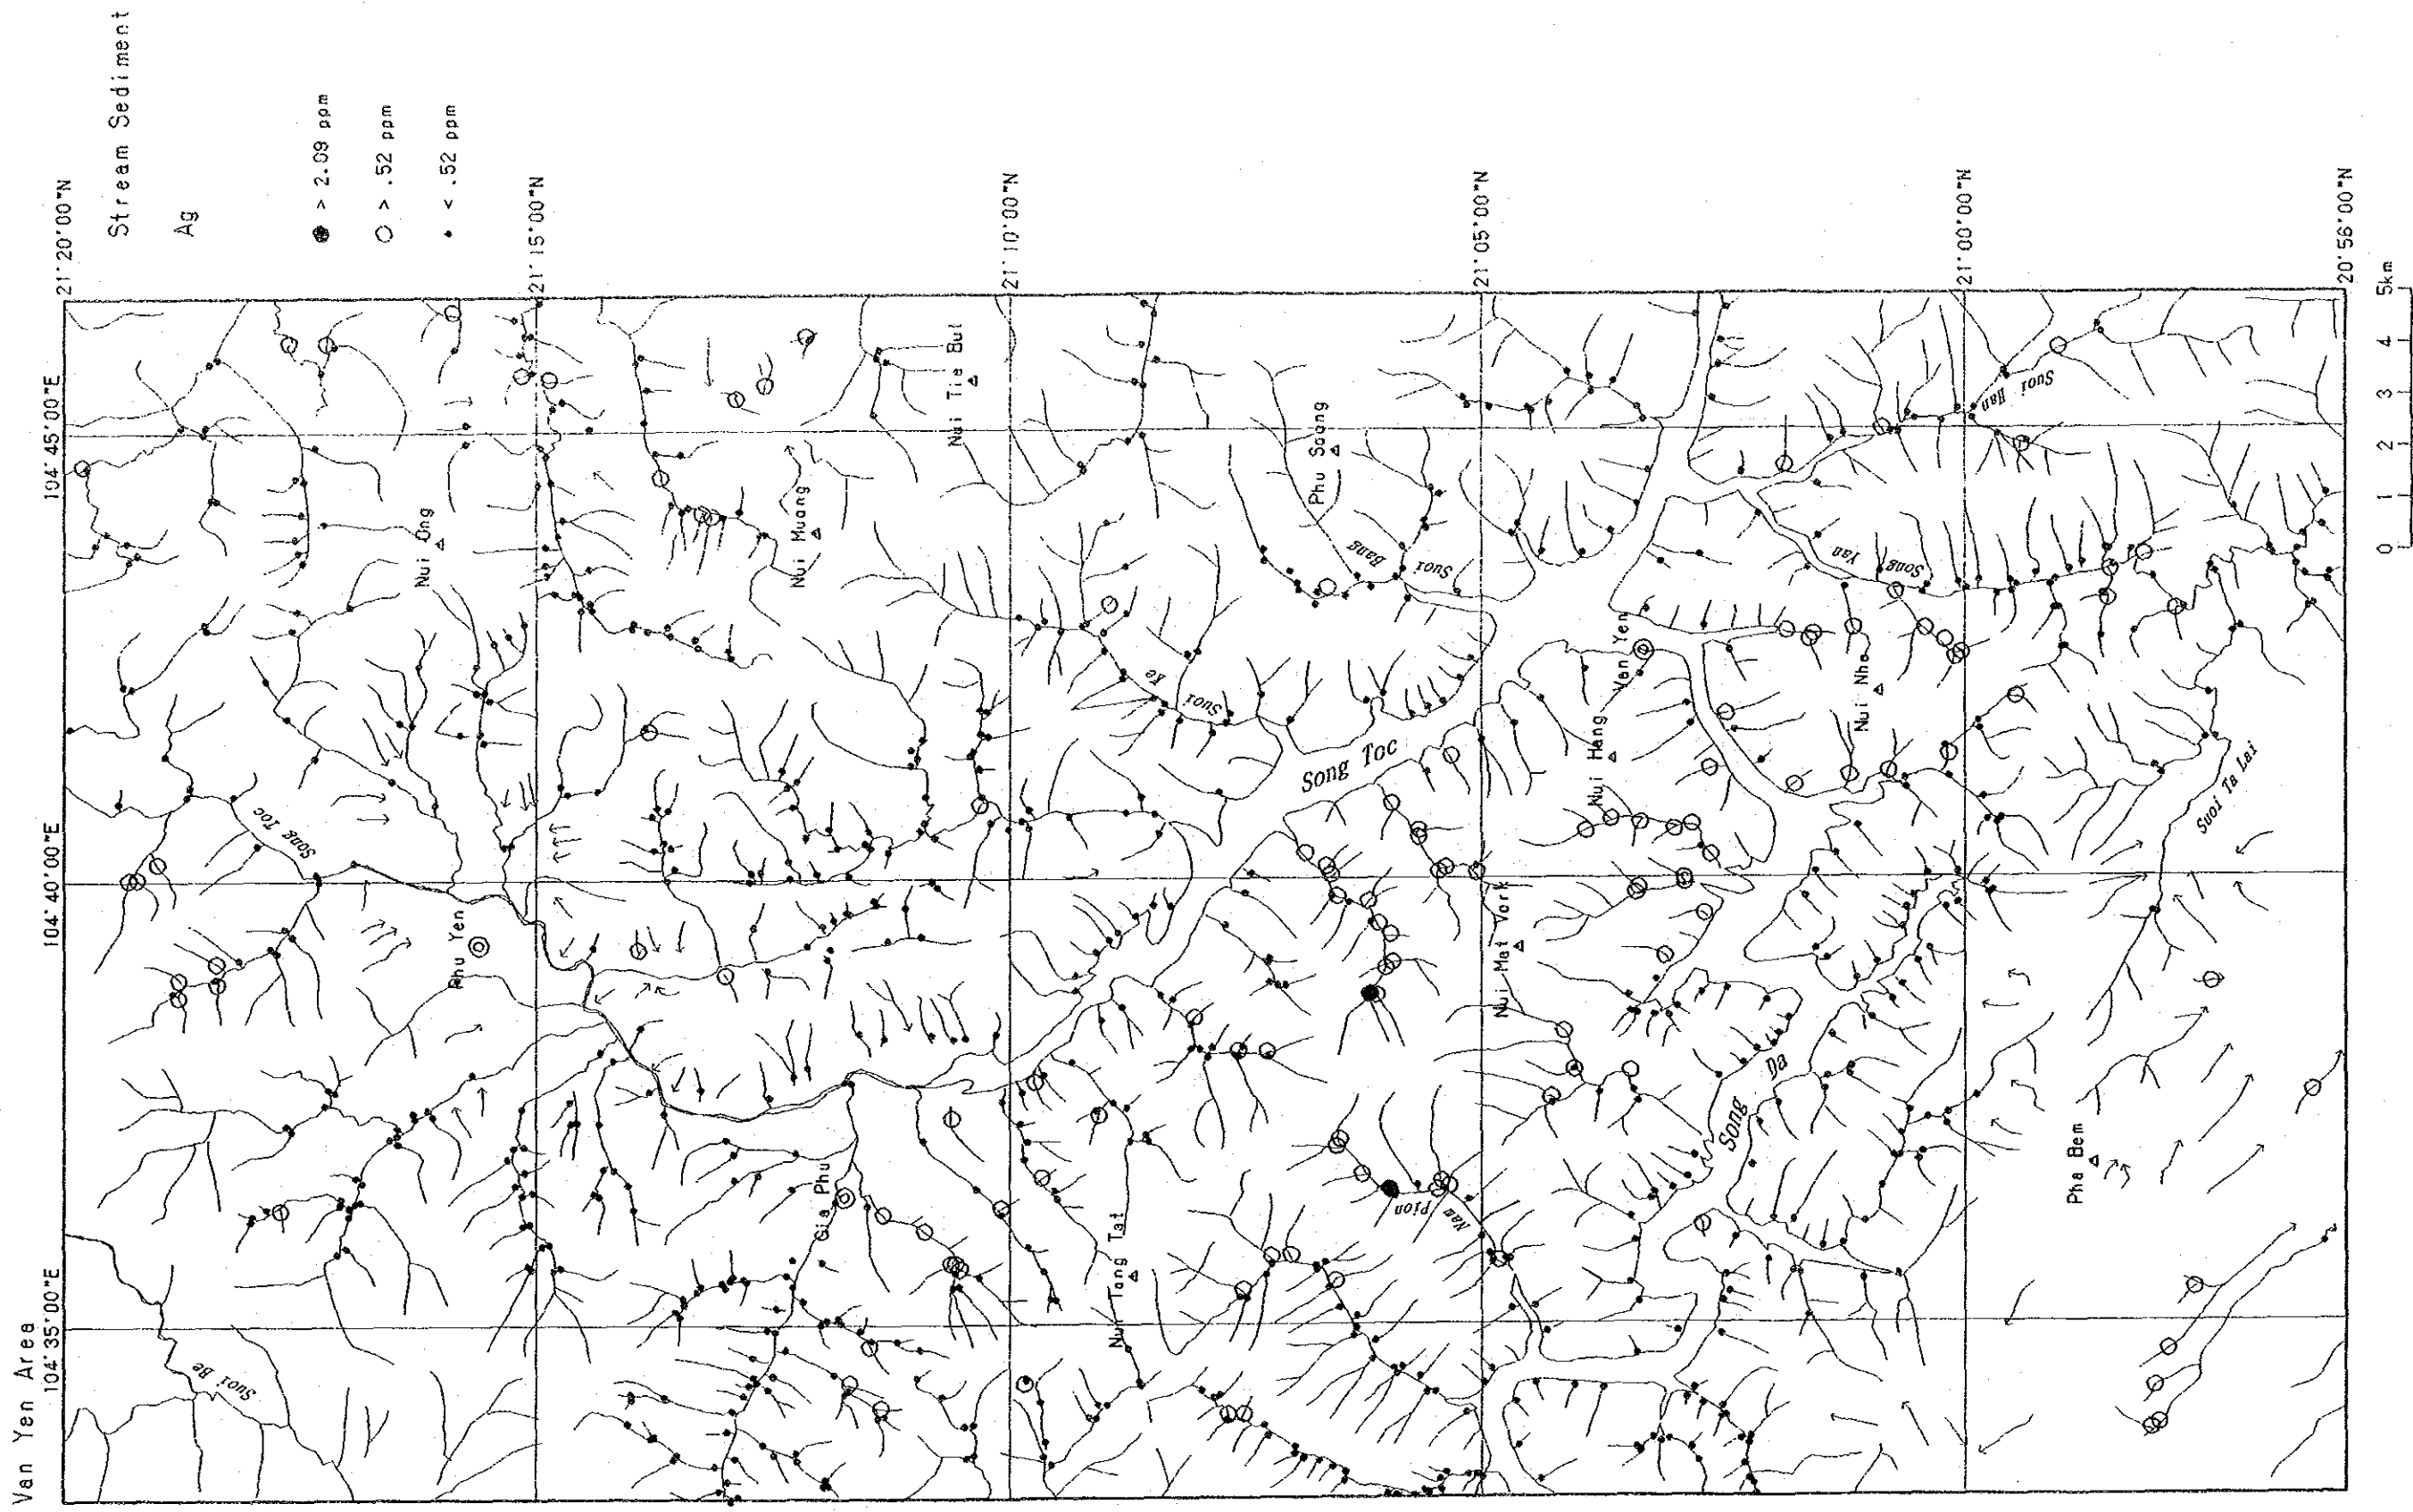 Van Yen Area
Stream Sediment
Ag
> 2.09 ppm
> .52 ppm
< .52 ppm
104°35'00"E
104°40'00"E
104°45'00"E
21°20'00"N
21°15'00"N
21°10'00"N
21°05'00"N
21°00'00"N
20°56'00"N
0 1 2 3 4 5km
Suoi Be
Song Toc
Phu Yen
Nui Ong
Gia Phu
Nui Muang
Nui Tie Bul
Nui Tang Tat
Suoi Ke
Song Toc
Phu Soang
Suoi Bang
Nan Pion
Nui Mat Vork
Nui Hang
Van Yen
Song Da
Nui Nhe
Song Yan
Suoi Han
Suoi
Pha Bem
Suoi Ta Lai